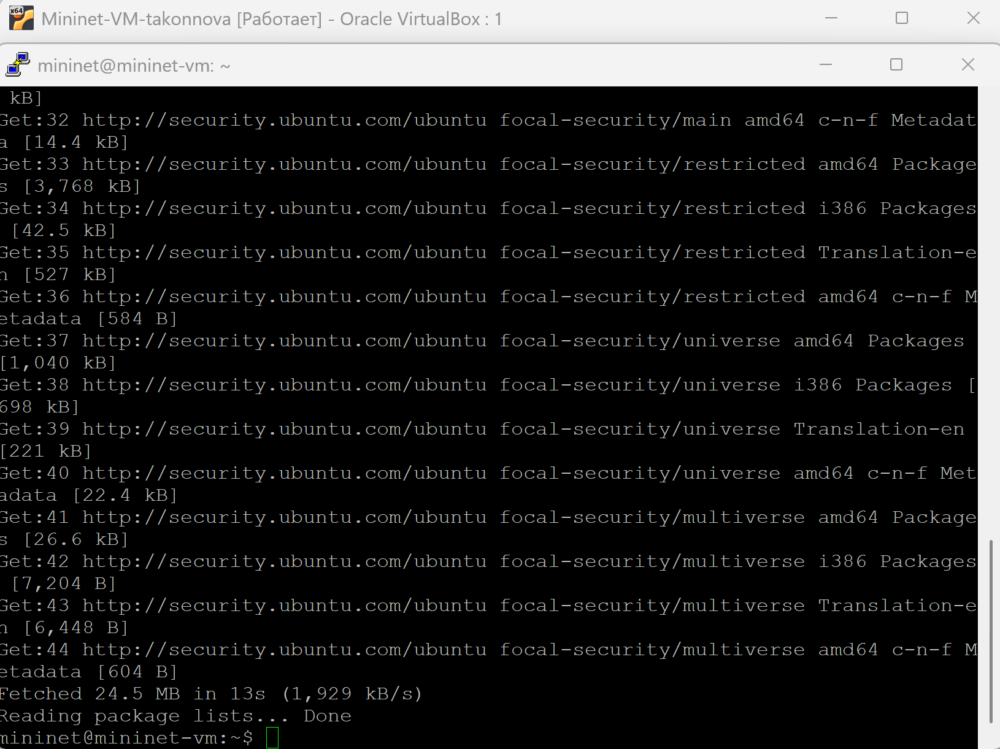 x64
Mininet-VM-takonnova [Работает] - Oracle VirtualBox : 1
mininet@mininet-vm: ~
kB]
Get:32 http://security.ubuntu.com/ubuntu focal-security/main amd64 c-n-f Metadat
a [14.4 kB]
Get:33 http://security.ubuntu.com/ubuntu focal-security/restricted amd64 Package
s [3,768 kB]
Get:34 http://security.ubuntu.com/ubuntu focal-security/restricted i386 Packages
[42.5 kB]
Get:35 http://security.ubuntu.com/ubuntu focal-security/restricted Translation-e
n [527 kB]
Get:36 http://security.ubuntu.com/ubuntu focal-security/restricted amd64 c-n-f M
etadata [584 B]
Get:37 http://security.ubuntu.com/ubuntu focal-security/universe amd64 Packages
[1,040 kB]
Get:38 http://security.ubuntu.com/ubuntu focal-security/universe i386 Packages [
698 kB]
Get:39 http://security.ubuntu.com/ubuntu focal-security/universe Translation-en
[221 kB]
Get:40 http://security.ubuntu.com/ubuntu focal-security/universe amd64 c-n-f Met
adata [22.4 kB]
Get:41 http://security.ubuntu.com/ubuntu focal-security/multiverse amd64 Package
s [26.6 kB]
Get:42 http://security.ubuntu.com/ubuntu focal-security/multiverse i386 Packages
[7,204 B]
Get:43 http://security.ubuntu.com/ubuntu focal-security/multiverse Translation-e
n [6,448 B]
Get:44 http://security.ubuntu.com/ubuntu focal-security/multiverse amd64 c-n-f M
etadata [604 B]
Fetched 24.5 MB in 13s (1,929 kB/s)
Reading package lists... Done
mininet@mininet-vm:~$